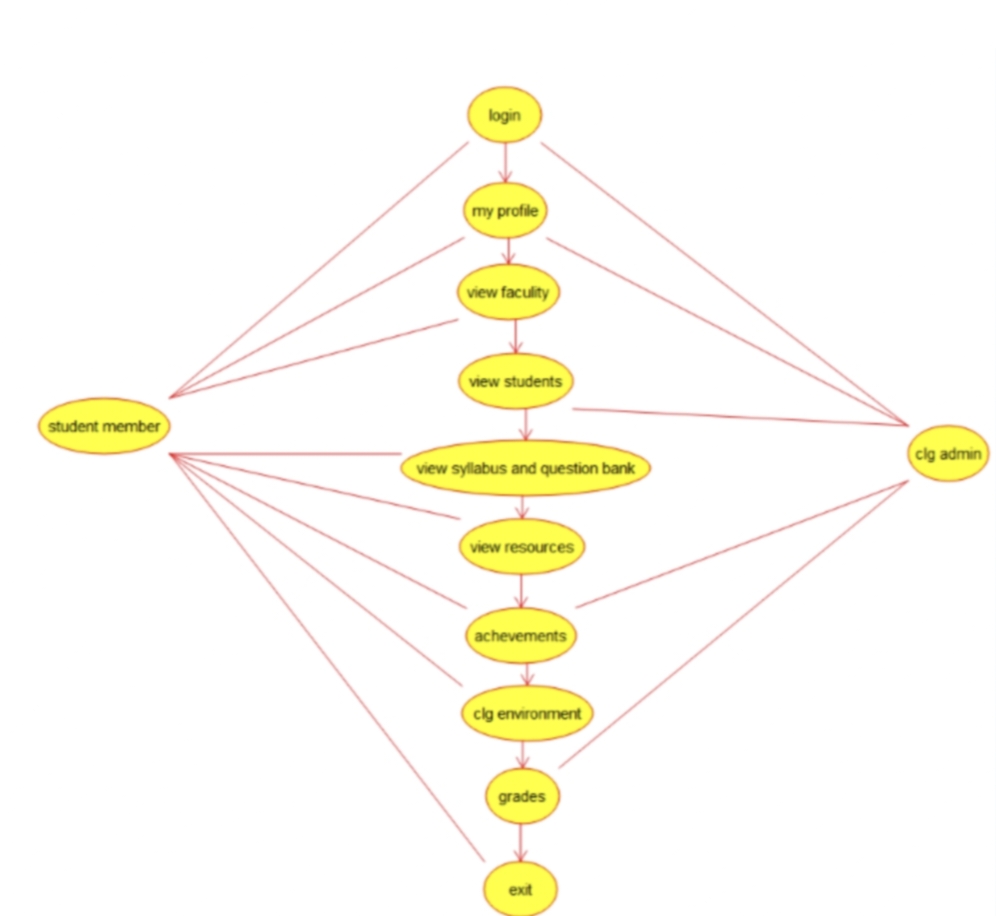 login
my profile
view faculity
view students
student member
view syllabus and question bank
clg admin
view resources
achevements
clg environment
grades
exit